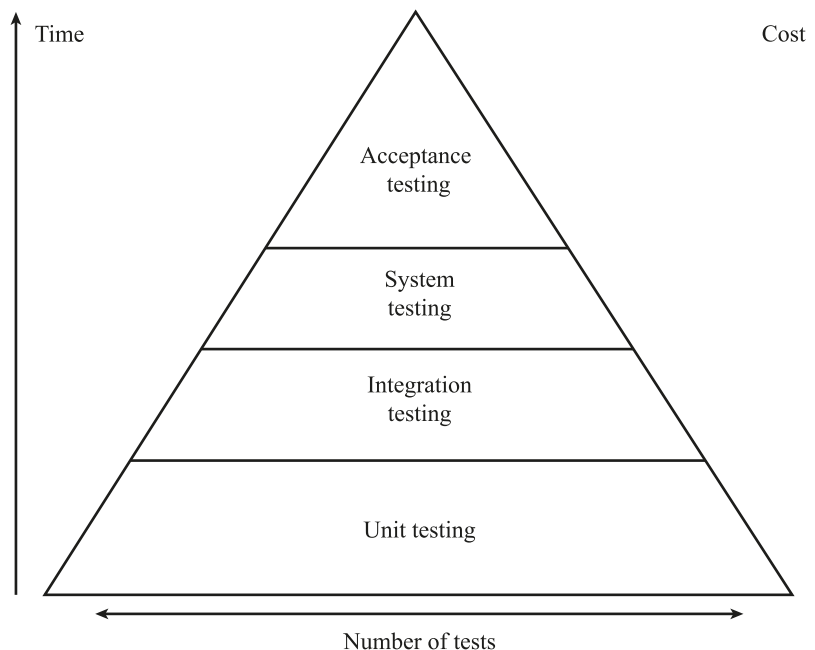 Time
Cost
Acceptance
testing
System
testing
Integration
testing
Unit testing
Number of tests